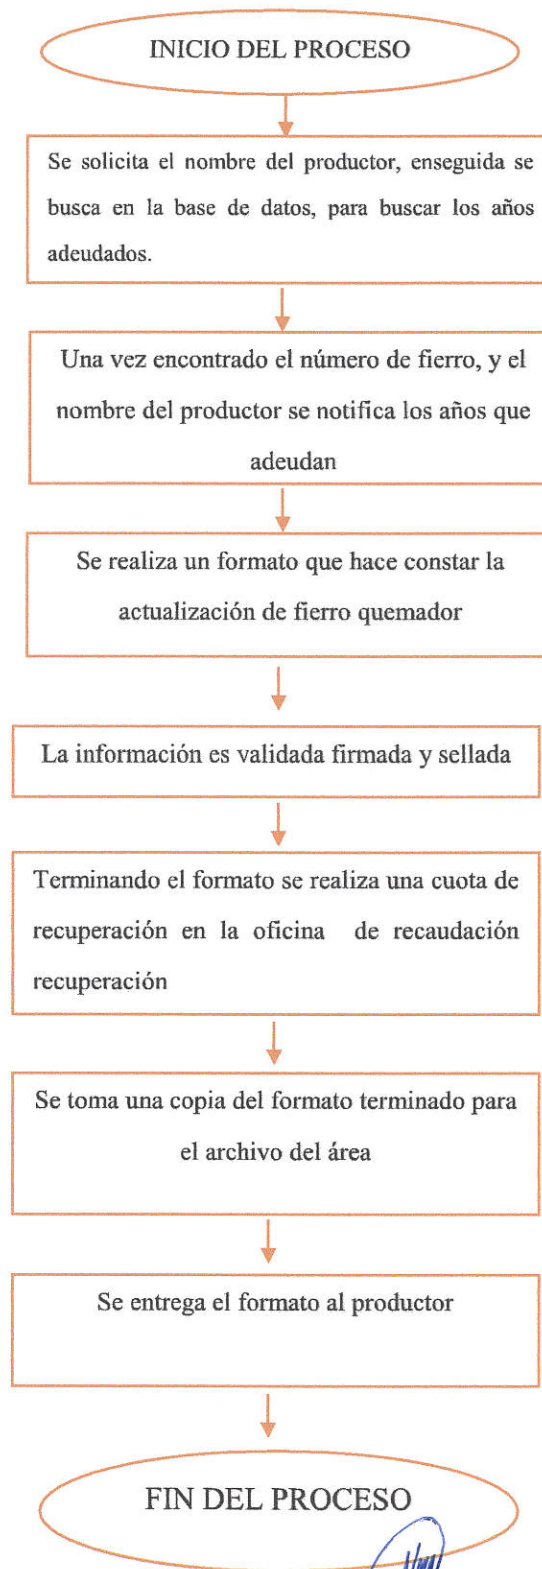 INICIO DEL PROCESO
Se solicita el nombre del productor, enseguida se
busca en la base de datos, para buscar los años
adeudados.
Una vez encontrado el número de fierro, y el
nombre del productor se notifica los años que
adeudan
Se realiza un formato que hace constar la
actualización de fierro quemador
La información es validada firmada y sellada
Terminando el formato se realiza una cuota de
recuperación en la oficina de recaudación
recuperación
Se toma una copia del formato terminado para
el archivo del área
Se entrega el formato al productor
FIN DEL PROCESO